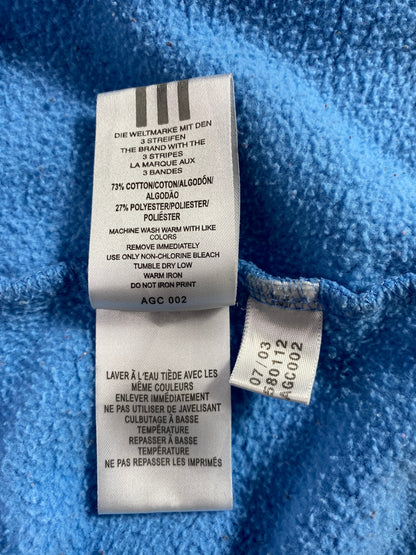 DIE WELTMARKE MIT DEN
3 STREIFEN
THE BRAND WITH THE
3 STRIPES
LA MARQUE AUX
3 BANDES
73% COTTON/COTON/ALGODÓN/
ALGODÃO
27% POLYESTER/POLIESTER/
POLIÉSTER
MACHINE WASH WARM WITH LIKE
COLORS
REMOVE IMMEDIATELY
USE ONLY NON-CHLORINE BLEACH
TUMBLE DRY LOW
WARM IRON
DO NOT IRON PRINT
AGC 002
LAVER À L'EAU TIÈDE AVEC LES
MÊME COULEURS
ENLEVER IMMÉDIATEMENT
NE PAS UTILISER DE JAVELISANT
CULBUTAGE À BASSE
TEMPÉRATURE
REPASSER À BASSE
TEMPÉRATURE
NE PAS REPASSER LES IMPRIMÉS
07/03
580112
AGC002